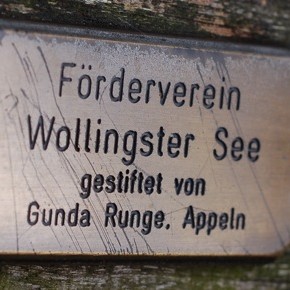 Förderverein
Wollingster See
gestiftet von
Gunda Runge, Appeln